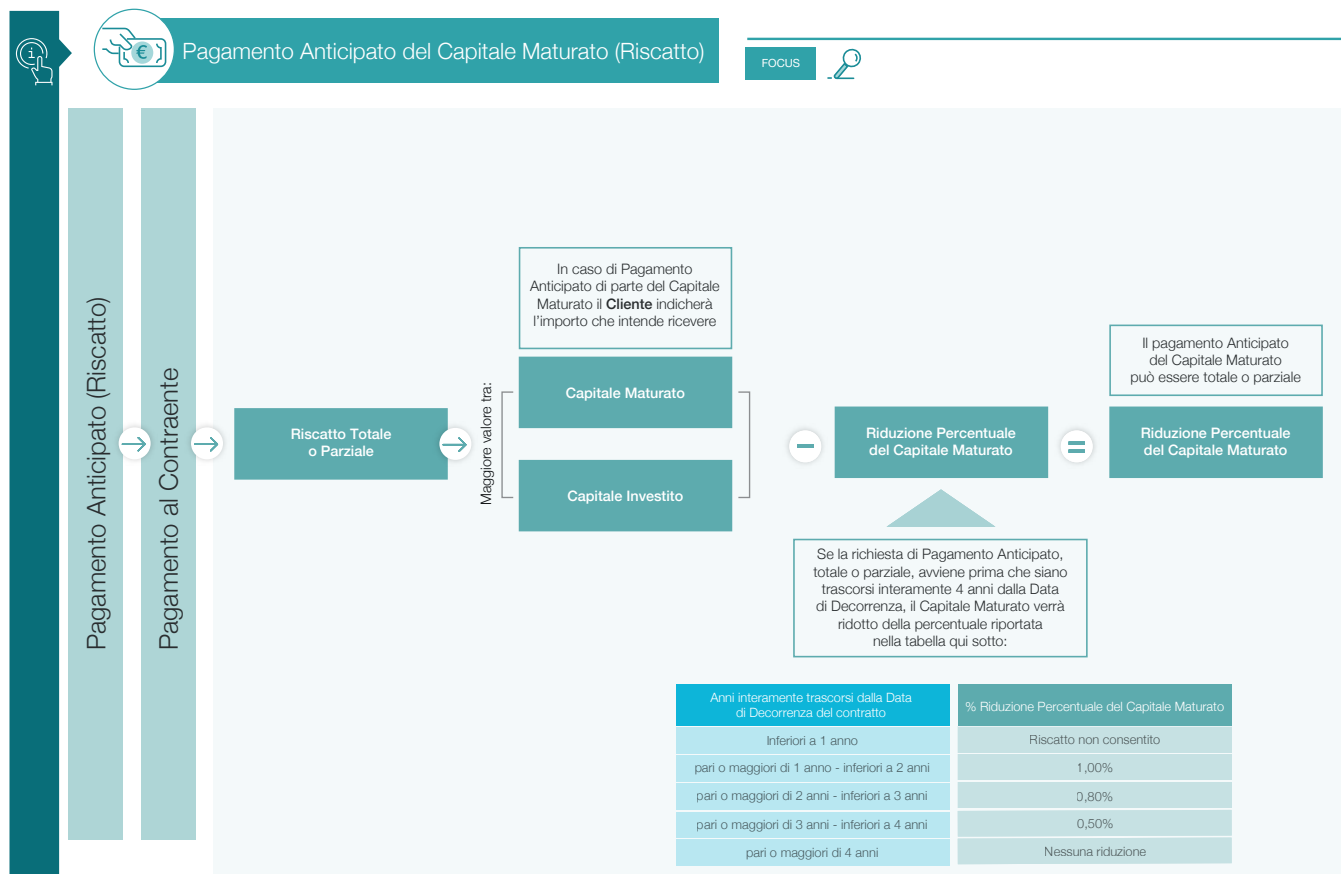 Pagamento Anticipato del Capitale Maturato (Riscatto)
FOCUS
Pagamento Anticipato (Riscatto)
Pagamento al Contraente
Riscatto Totale
o Parziale
Maggiore valore tra:
In caso di Pagamento
Anticipato di parte del Capitale
Maturato il Cliente indicherà
l'importo che intende ricevere
Capitale Maturato
Capitale Investito
Riduzione Percentuale
del Capitale Maturato
Il pagamento Anticipato
del Capitale Maturato
può essere totale o parziale
Riduzione Percentuale
del Capitale Maturato
Se la richiesta di Pagamento Anticipato,
totale o parziale, avviene prima che siano
trascorsi interamente 4 anni dalla Data
di Decorrenza, il Capitale Maturato verrà
ridotto della percentuale riportata
nella tabella qui sotto:
Anni interamente trascorsi dalla Data
di Decorrenza del contratto
% Riduzione Percentuale del Capitale Maturato
Inferiori a 1 anno
Riscatto non consentito
pari o maggiori di 1 anno - inferiori a 2 anni
1,00%
pari o maggiori di 2 anni - inferiori a 3 anni
0,80%
pari o maggiori di 3 anni - inferiori a 4 anni
0,50%
pari o maggiori di 4 anni
Nessuna riduzione